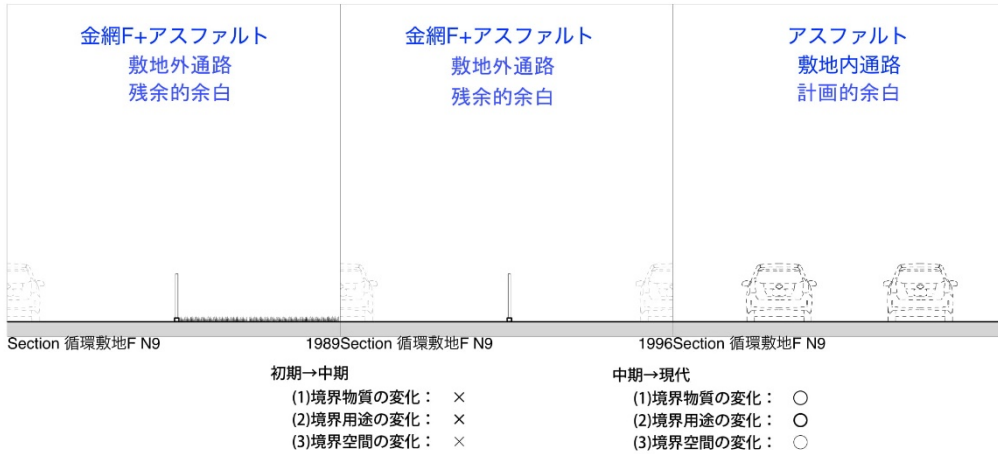 金網F+アスファルト
敷地外通路
残余的余白
金網F+アスファルト
敷地外通路
残余的余白
アスファルト
敷地内通路
計画的余白
Section 循環敷地F N9
1989Section 循環敷地F N9
1996Section 循環敷地F N9
初期→中期
(1)境界物質の変化： ×
(2)境界用途の変化： ×
(3)境界空間の変化： ×
中期→現代
(1)境界物質の変化： ○
(2)境界用途の変化： ○
(3)境界空間の変化： ○